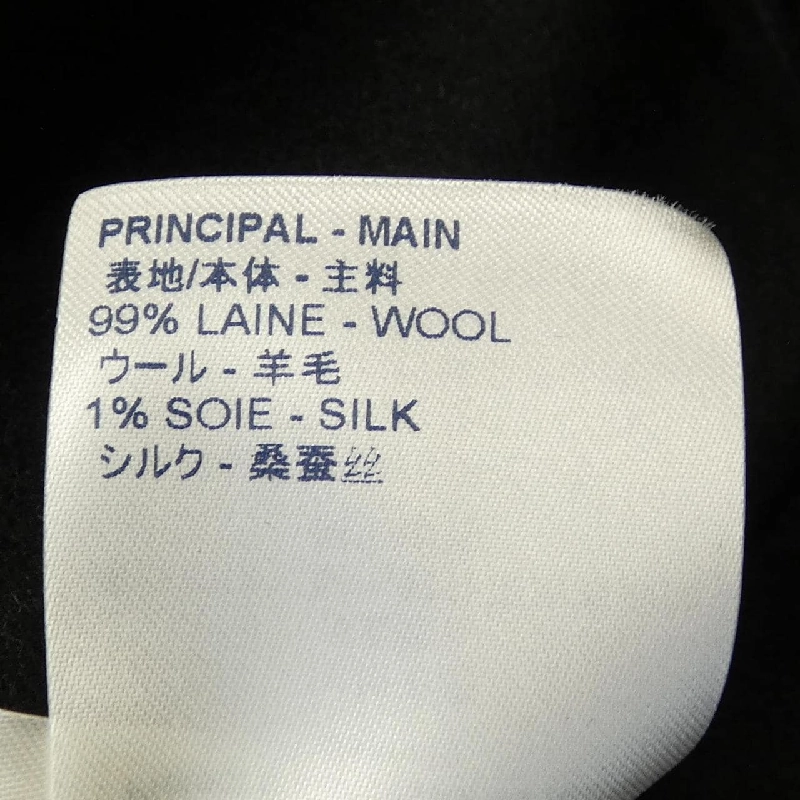 PRINCIPAL - MAIN
表地/本体 - 主料
99% LAINE - WOOL
ウール - 羊毛
1% SOIE - SILK
シルク - 桑蚕丝